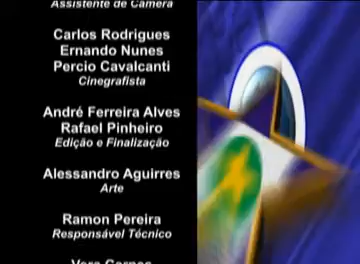 Assistente de Câmera
Carlos Rodrigues
Ernando Nunes
Percio Cavalcanti
Cinegrafista
André Ferreira Alves
Rafael Pinheiro
Edição e Finalização
Alessandro Aguirres
Arte
Ramon Pereira
Responsável Técnico
Vera